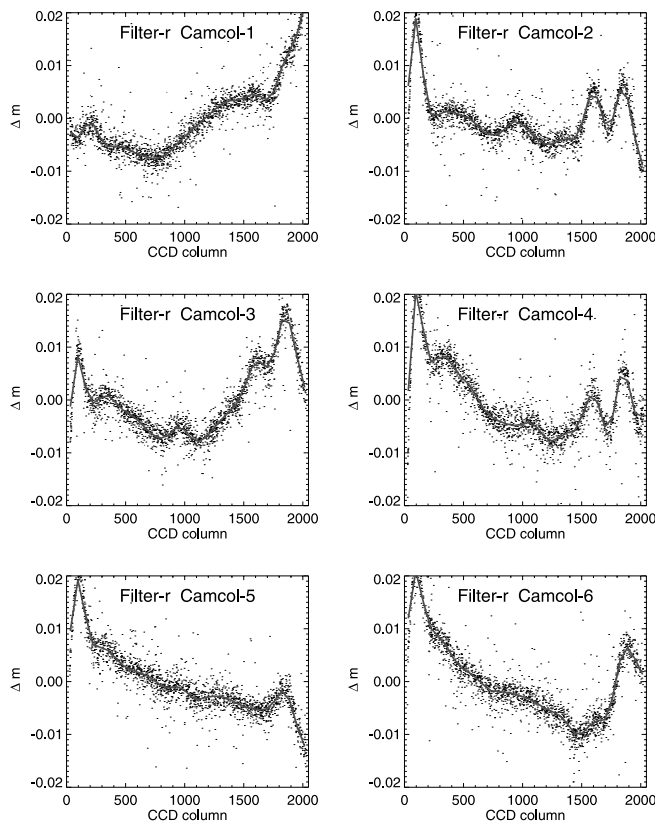 Filter-r Camcol-1
0.02
0.01
0.00
-0.01
-0.02
Δ m
0 500 1000 1500 2000
CCD column
Filter-r Camcol-2
0.02
0.01
0.00
-0.01
-0.02
Δ m
0 500 1000 1500 2000
CCD column
Filter-r Camcol-3
0.02
0.01
0.00
-0.01
-0.02
Δ m
0 500 1000 1500 2000
CCD column
Filter-r Camcol-4
0.02
0.01
0.00
-0.01
-0.02
Δ m
0 500 1000 1500 2000
CCD column
Filter-r Camcol-5
0.02
0.01
0.00
-0.01
-0.02
Δ m
0 500 1000 1500 2000
CCD column
Filter-r Camcol-6
0.02
0.01
0.00
-0.01
-0.02
Δ m
0 500 1000 1500 2000
CCD column